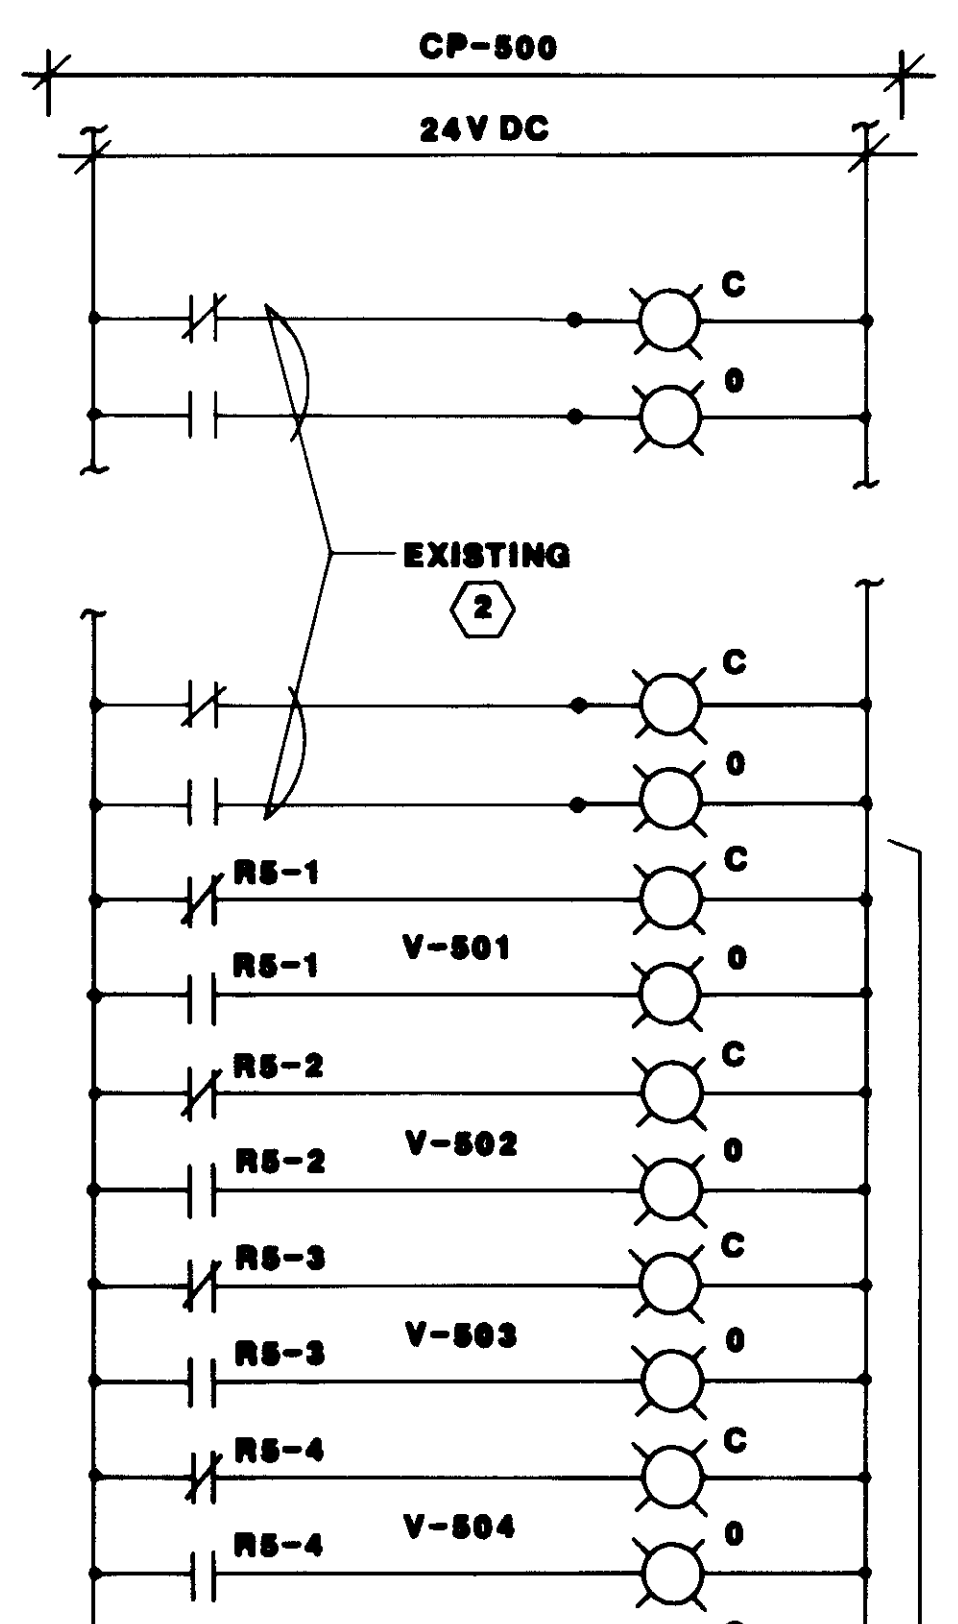 CP-500
24V DC
C
0
EXISTING
2
C
0
R5-1
C
V-501
R5-1
0
R5-2
C
V-502
R5-2
0
R5-3
C
V-503
R5-3
0
R5-4
C
V-504
R5-4
0